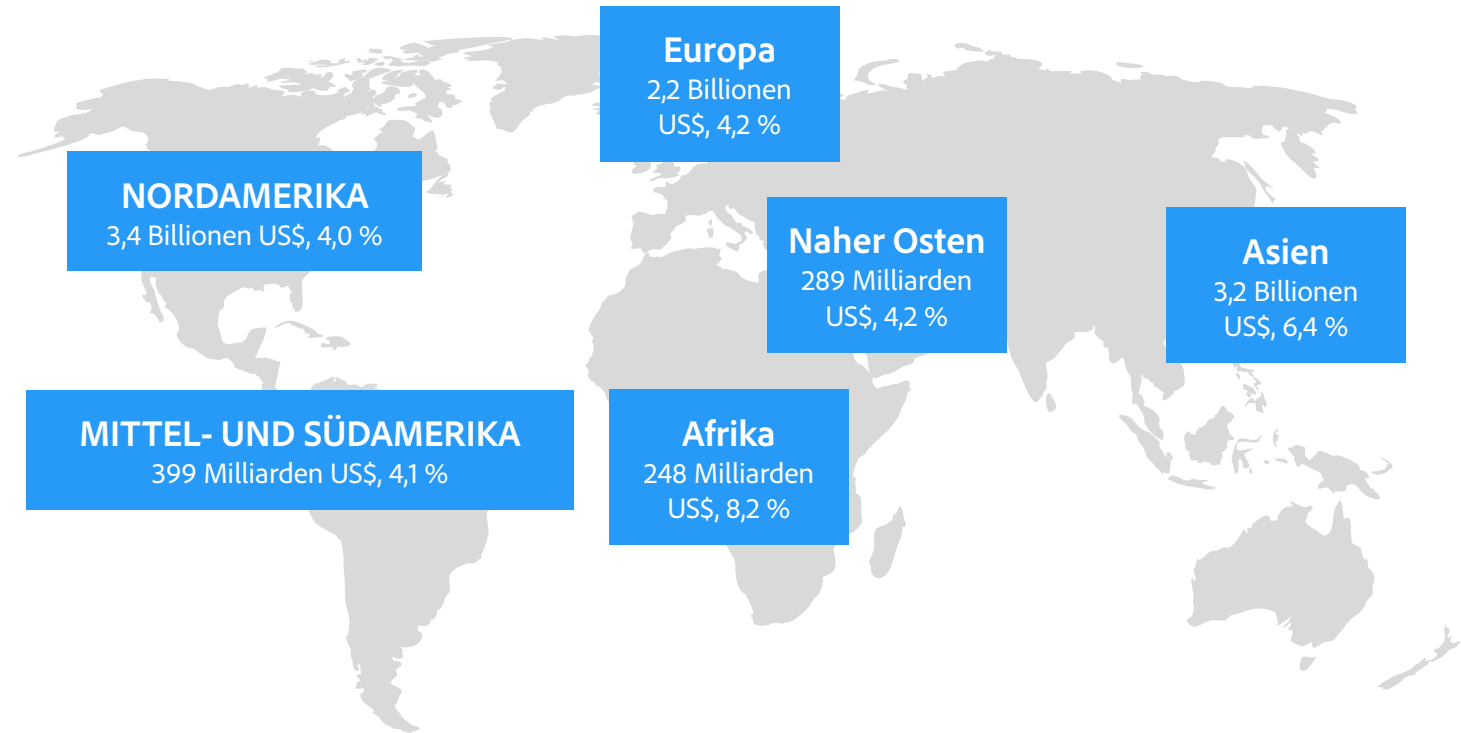 Europa
2,2 Billionen
US$, 4,2 %
NORDAMERIKA
3,4 Billionen US$, 4,0 %
Naher Osten
289 Milliarden
US$, 4,2 %
Asien
3,2 Billionen
US$, 6,4 %
MITTEL- UND SÜDAMERIKA
399 Milliarden US$, 4,1 %
Afrika
248 Milliarden
US$, 8,2 %